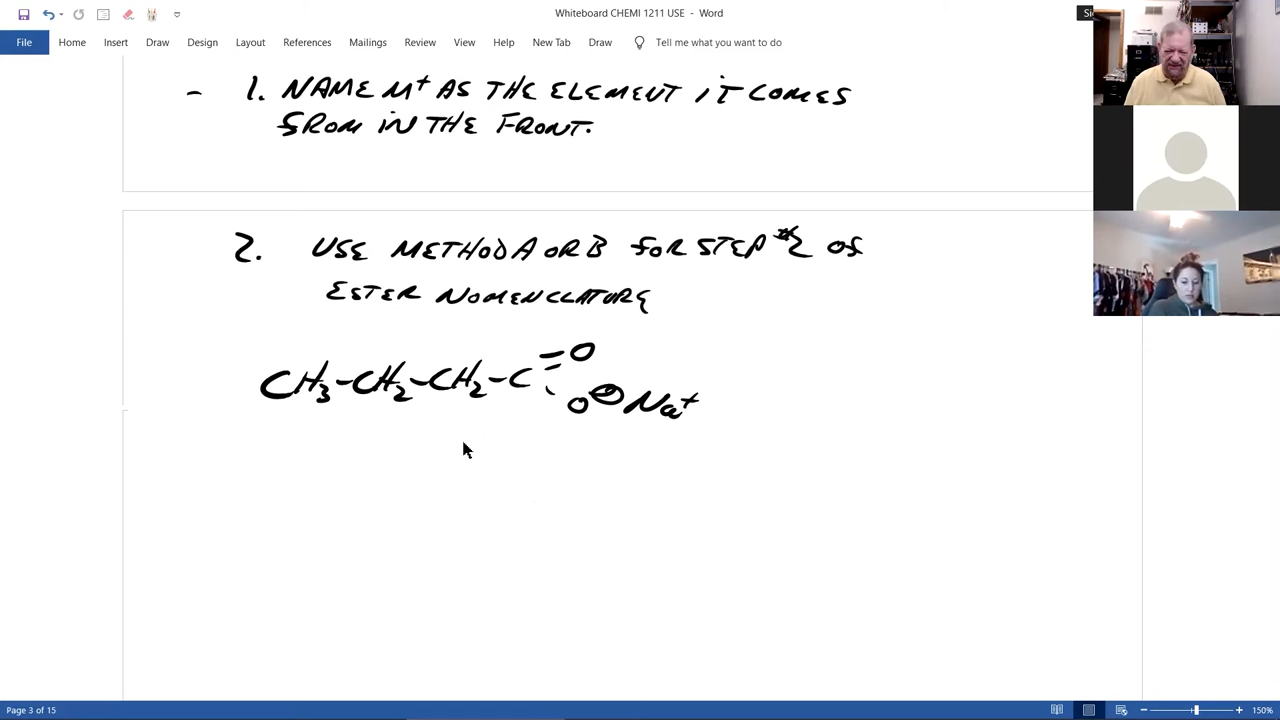 Whiteboard CHEMI 1211 USE - Word
Si
File Home Insert Draw Design Layout References Mailings Review View Help New Tab Draw Tell me what you want to do
- 1. NAME M+ AS THE ELEMENT IT COMES
FROM IN THE FRONT.
2. USE METHOD A OR B FOR STEP #2 OF
ESTER NOMENCLATURE
CH3-CH2-CH2-C=O
O⊖Na+
Page 3 of 15
150%